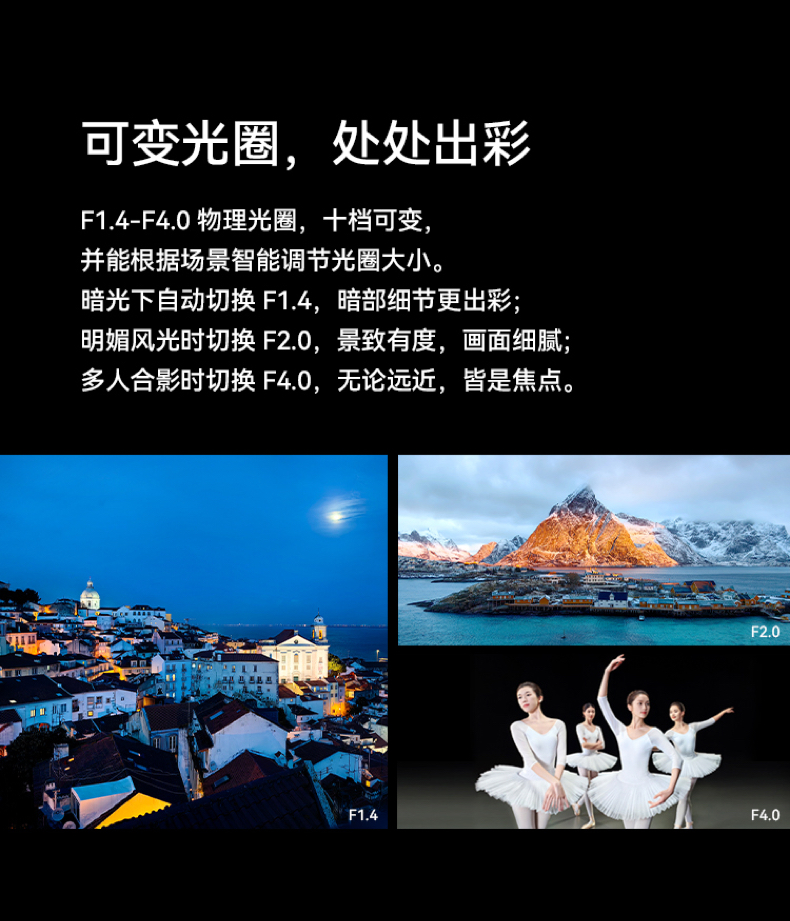 可变光圈，处处出彩
F1.4-F4.0 物理光圈，十档可变，
并能根据场景智能调节光圈大小。
暗光下自动切换 F1.4，暗部细节更出彩；
明媚风光时切换 F2.0，景致有度，画面细腻；
多人合影时切换 F4.0，无论远近，皆是焦点。
F2.0
F1.4
F4.0